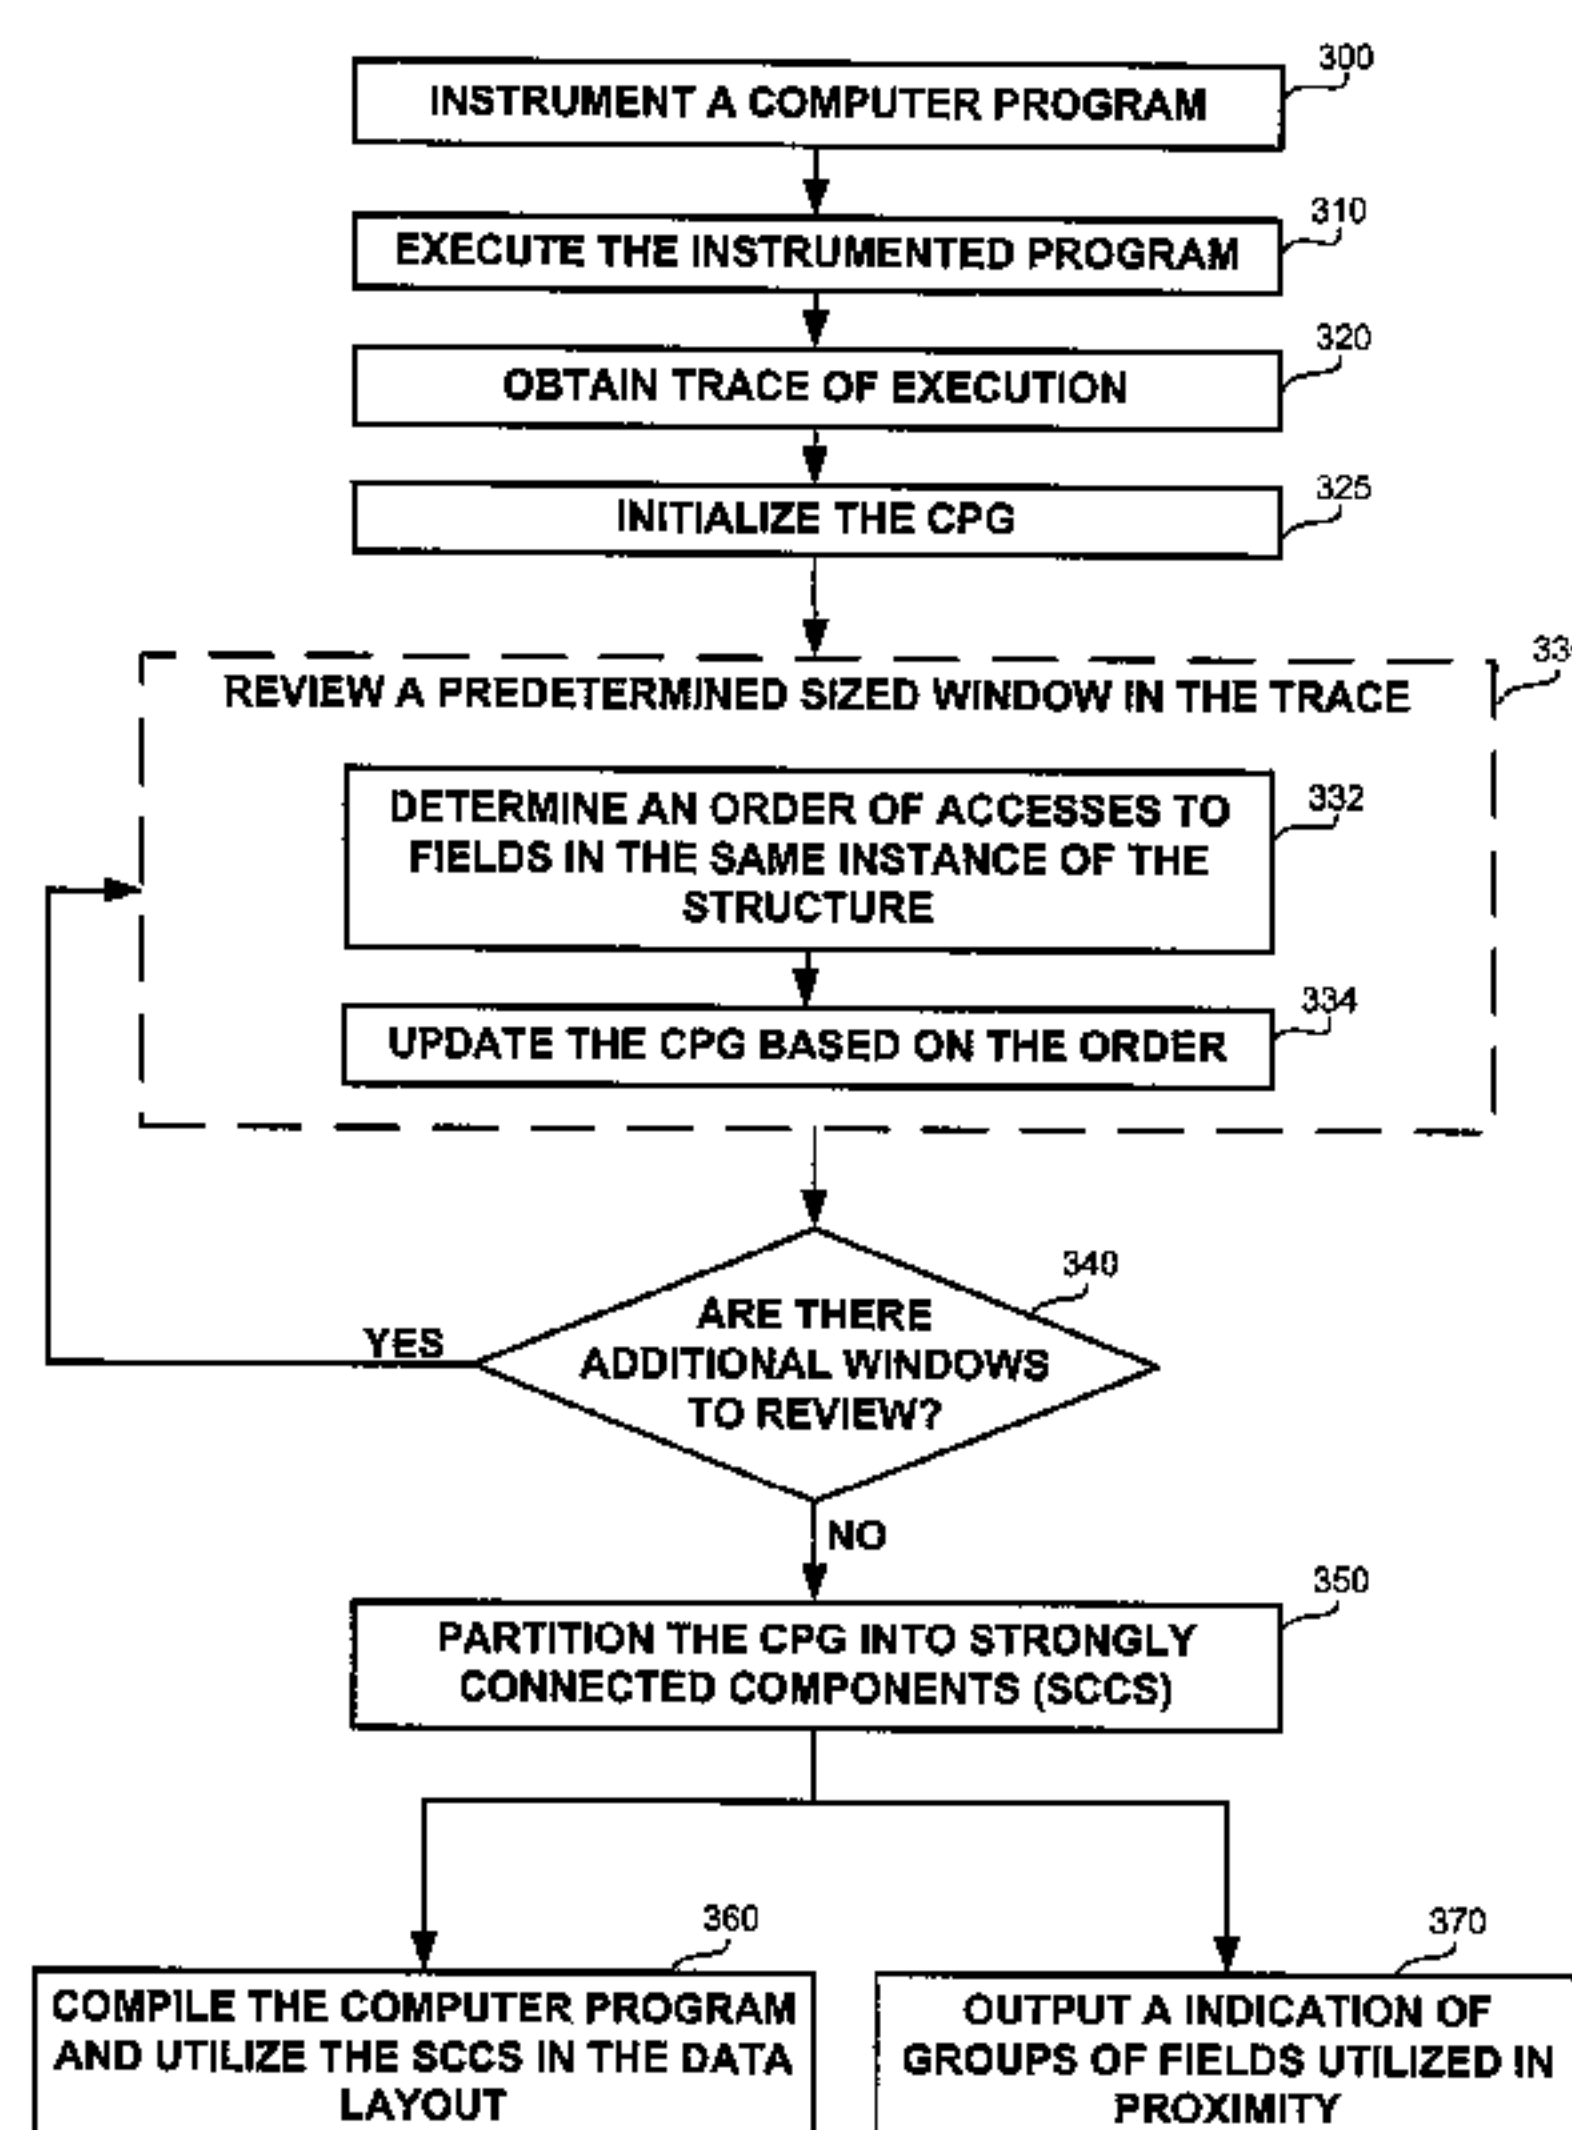 300
INSTRUMENT A COMPUTER PROGRAM
310
EXECUTE THE INSTRUMENTED PROGRAM
320
OBTAIN TRACE OF EXECUTION
325
INITIALIZE THE CPG
REVIEW A PREDETERMINED SIZED WINDOW IN THE TRACE
332
DETERMINE AN ORDER OF ACCESSES TO
FIELDS IN THE SAME INSTANCE OF THE
STRUCTURE
334
UPDATE THE CPG BASED ON THE ORDER
340
ARE THERE
ADDITIONAL WINDOWS
TO REVIEW?
YES
NO
350
PARTITION THE CPG INTO STRONGLY
CONNECTED COMPONENTS (SCCS)
360
COMPILE THE COMPUTER PROGRAM
AND UTILIZE THE SCCS IN THE DATA
LAYOUT
370
OUTPUT A INDICATION OF
GROUPS OF FIELDS UTILIZED IN
PROXIMITY